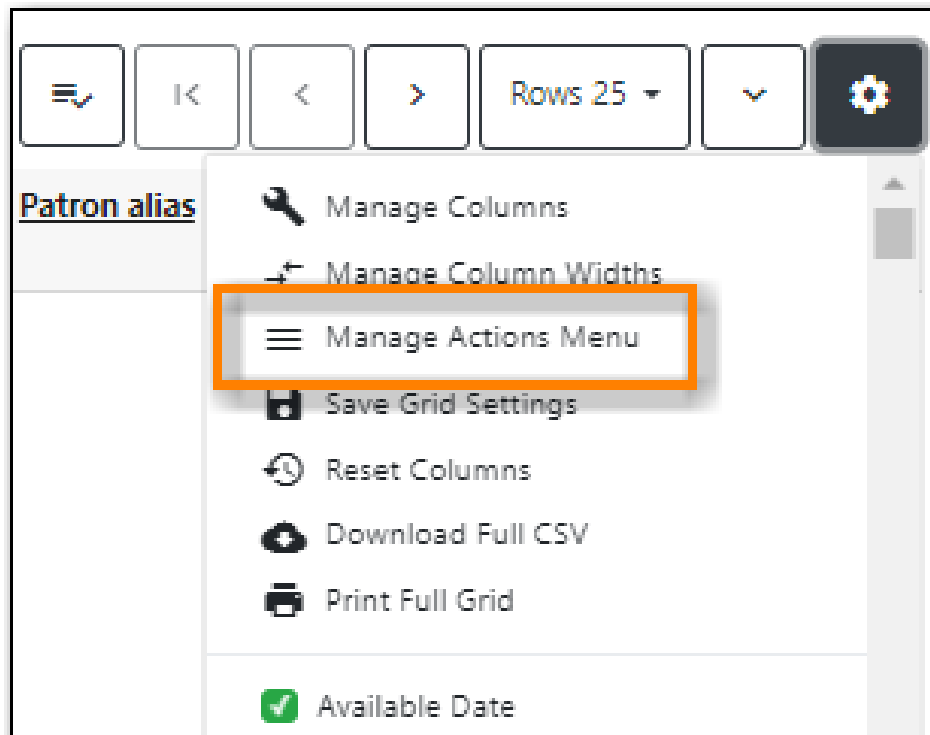 Rows 25
Patron alias
Manage Columns
Manage Column Widths
Manage Actions Menu
Save Grid Settings
Reset Columns
Download Full CSV
Print Full Grid
Available Date